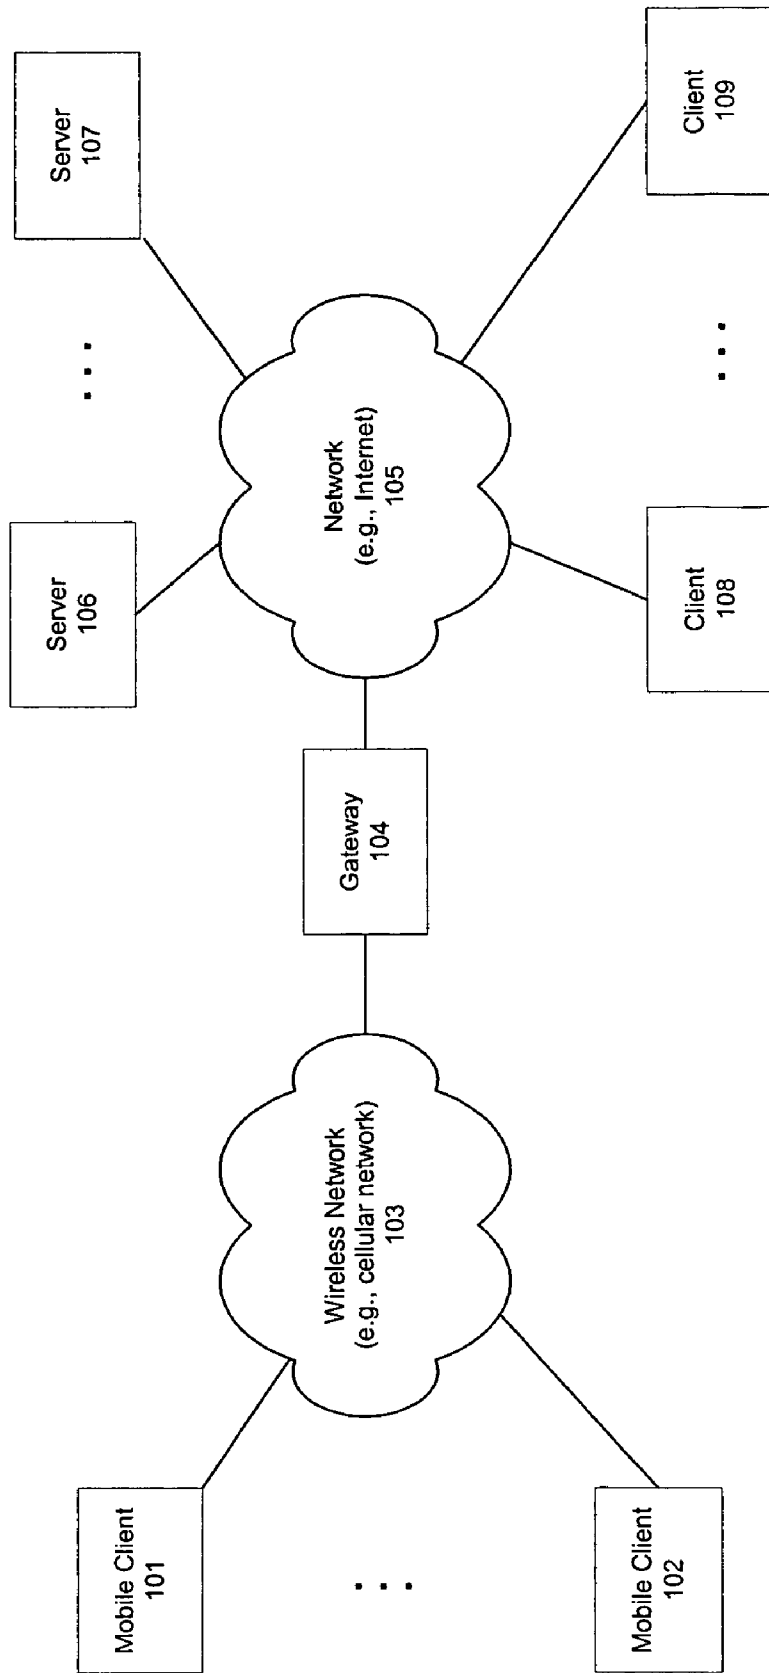 Mobile Client
101
. . .
Mobile Client
102
Wireless Network
(e.g., cellular network)
103
Gateway
104
Network
(e.g., Internet)
105
Server
106
. . .
Server
107
Client
108
. . .
Client
109